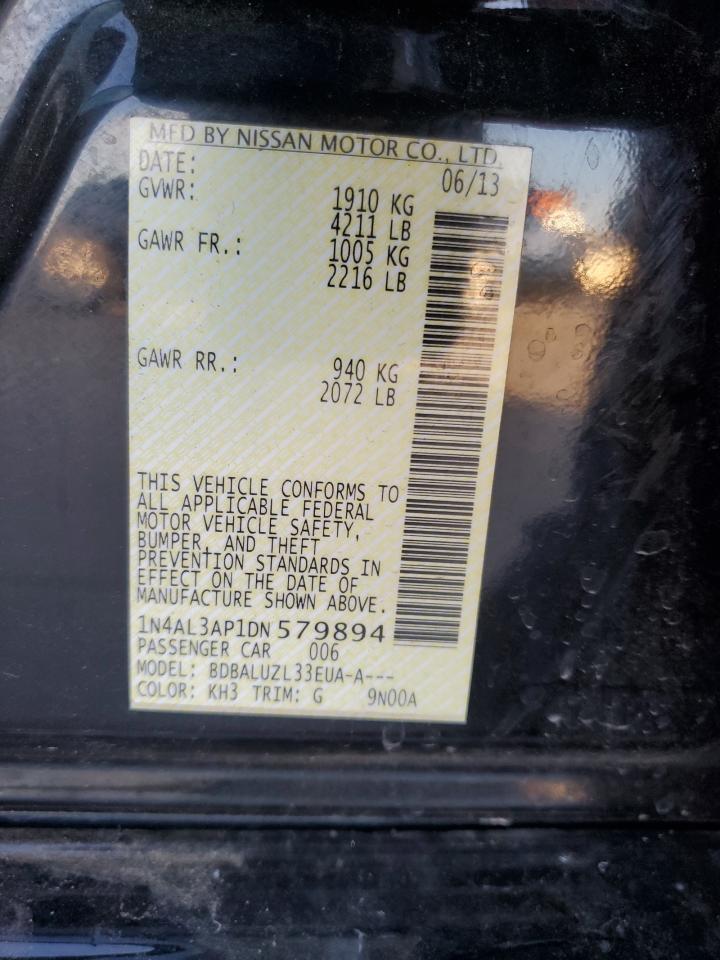 MFD BY NISSAN MOTOR CO., LTD.
DATE: 06/13
GVWR: 1910 KG
4211 LB
GAWR FR.: 1005 KG
2216 LB
GAWR RR.: 940 KG
2072 LB
THIS VEHICLE CONFORMS TO
ALL APPLICABLE FEDERAL
MOTOR VEHICLE SAFETY,
BUMPER, AND THEFT
PREVENTION STANDARDS IN
EFFECT ON THE DATE OF
MANUFACTURE SHOWN ABOVE.
1N4AL3AP1DN 579894
PASSENGER CAR 006
MODEL: BDBALUZL33EUA-A---
COLOR: KH3 TRIM: G 9N00A